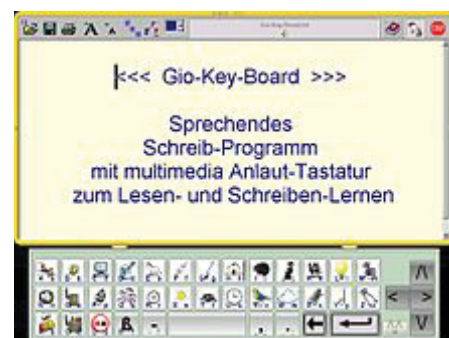 <<< Gio-Key-Board >>>
Sprechendes
Schreib-Programm
mit multimedia Anlaut-Tastatur
zum Lesen- und Schreiben-Lernen